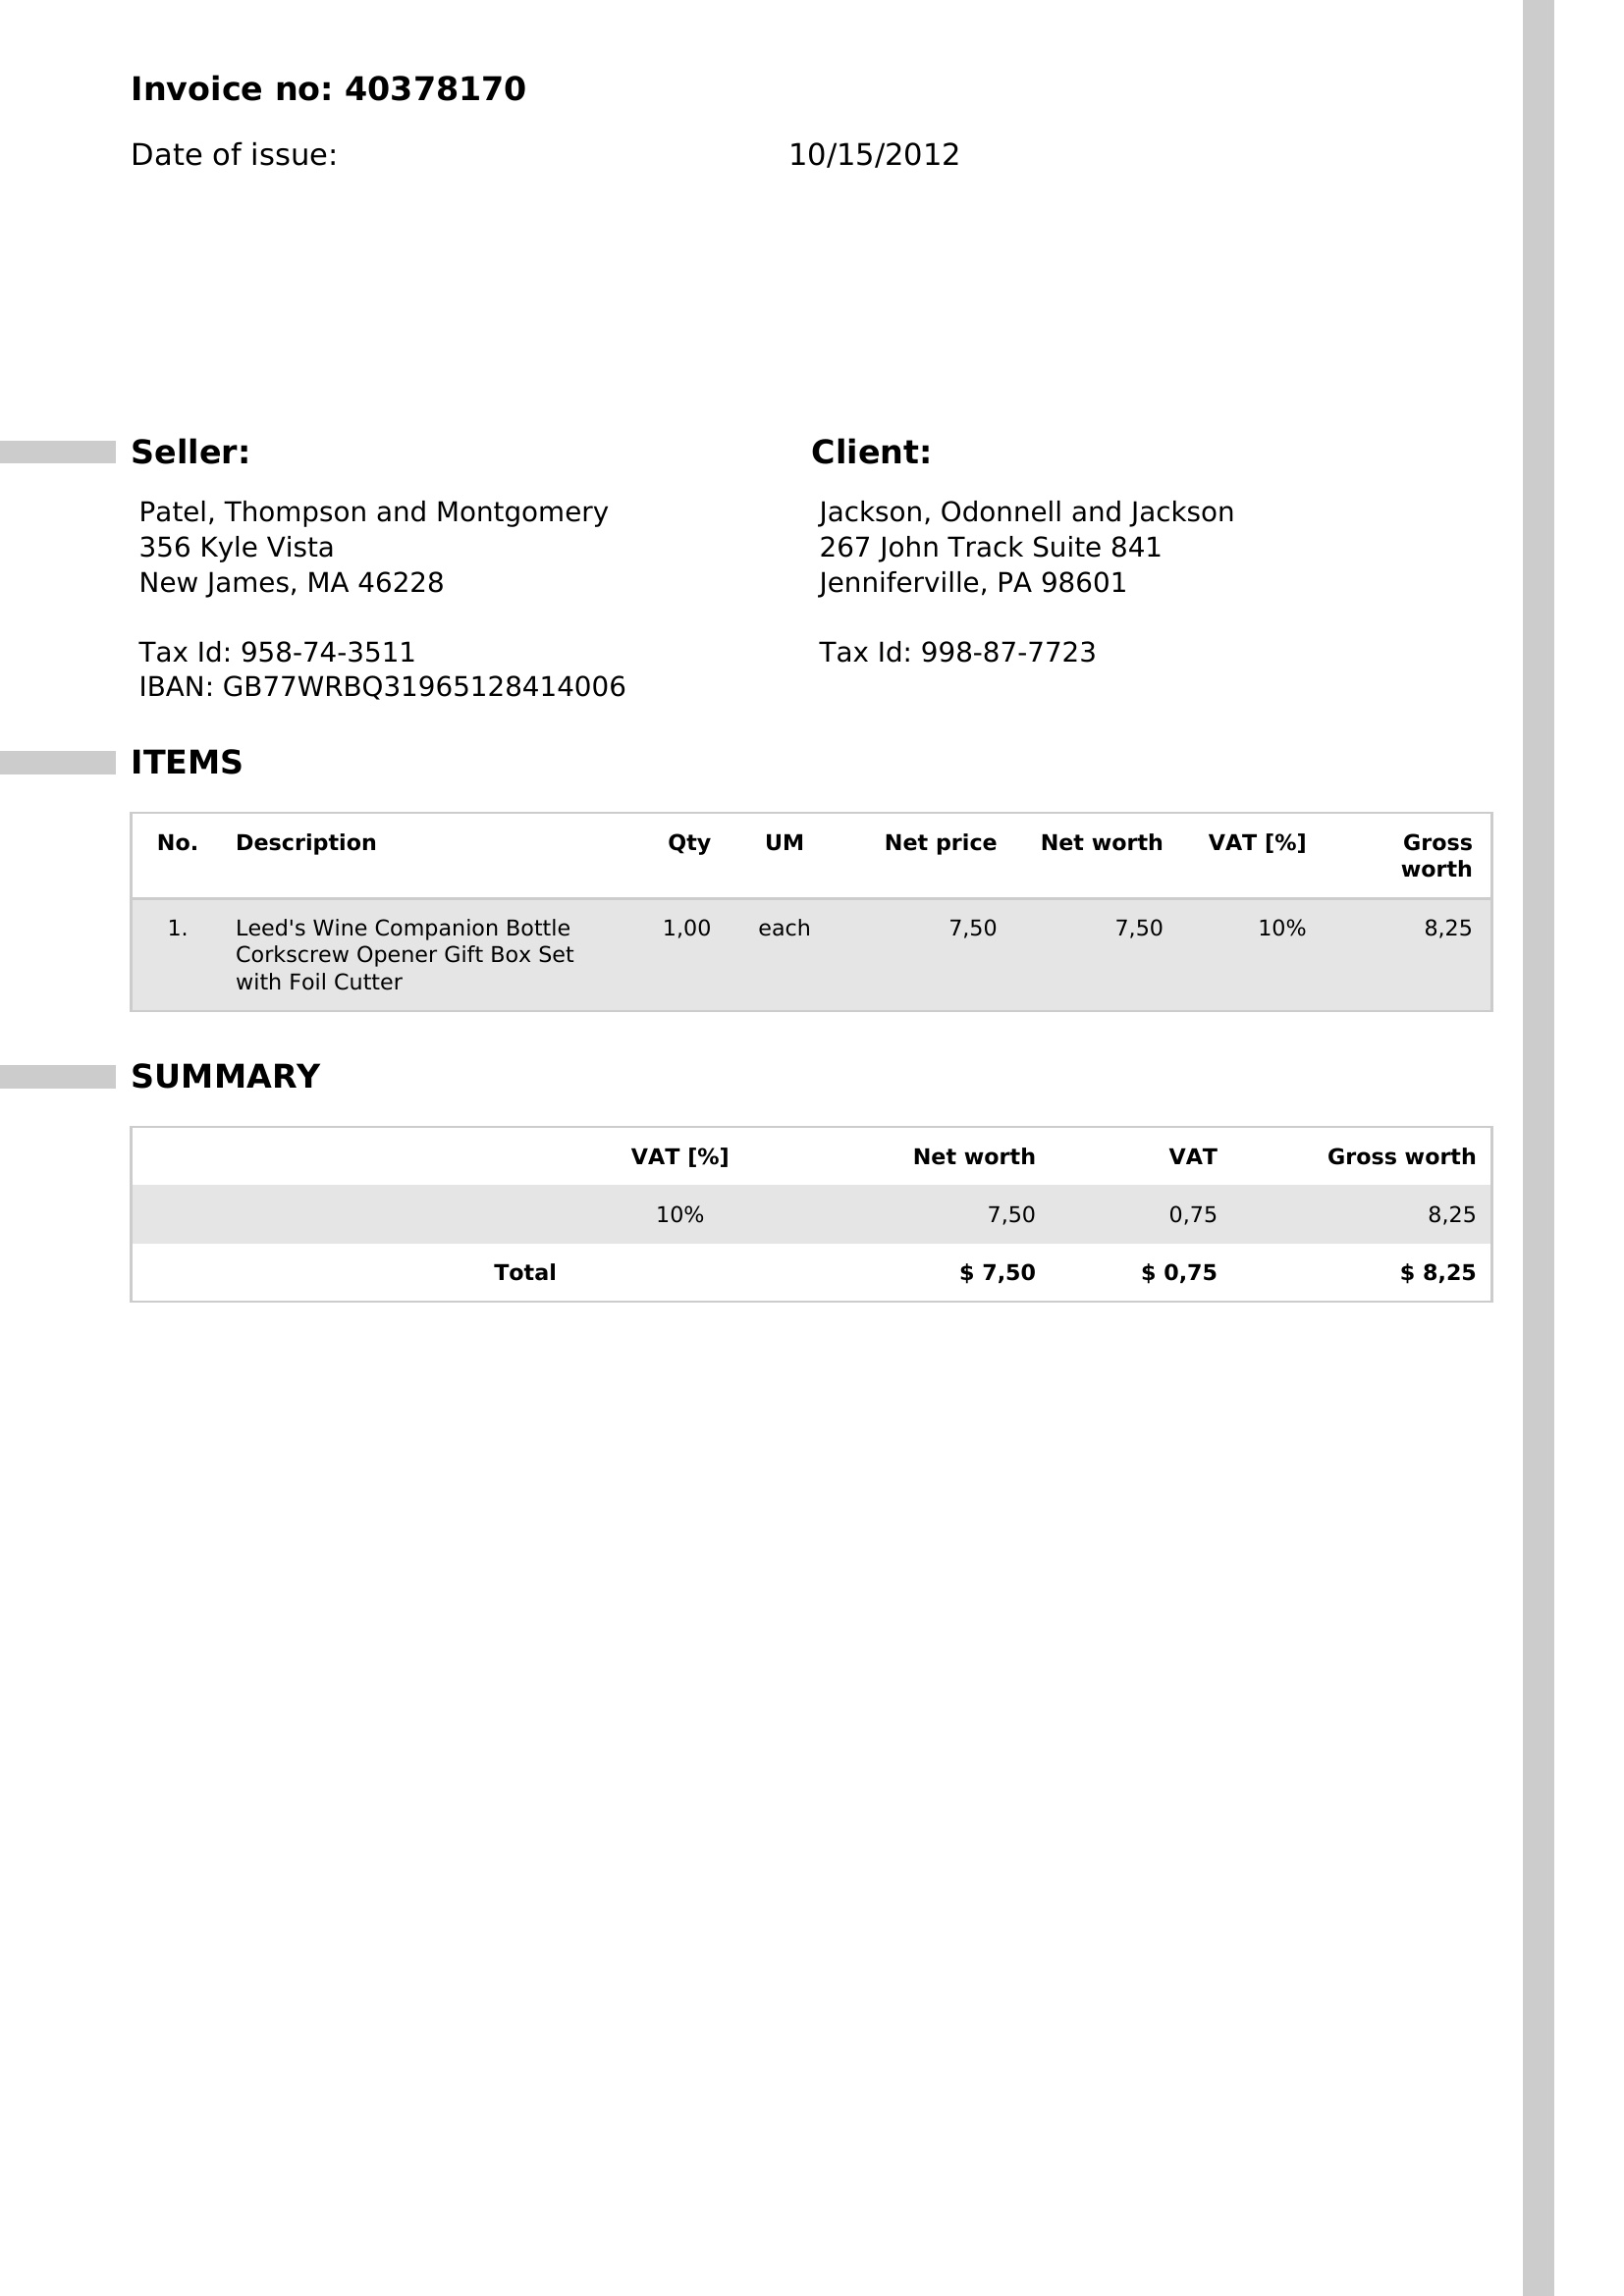 Invoice no: 40378170
Date of issue: 10/15/2012
Seller:
Patel, Thompson and Montgomery
356 Kyle Vista
New James, MA 46228
Tax Id: 958-74-3511
IBAN: GB77WRBQ31965128414006
Client:
Jackson, Odonnell and Jackson
267 John Track Suite 841
Jenniferville, PA 98601
Tax Id: 998-87-7723
ITEMS
No. Description Qty UM Net price Net worth VAT [%] Gross
worth
1. Leed's Wine Companion Bottle 1,00 each 7,50 7,50 10% 8,25
Corkscrew Opener Gift Box Set
with Foil Cutter
SUMMARY
VAT [%] Net worth VAT Gross worth
10% 7,50 0,75 8,25
Total $ 7,50 $ 0,75 $ 8,25